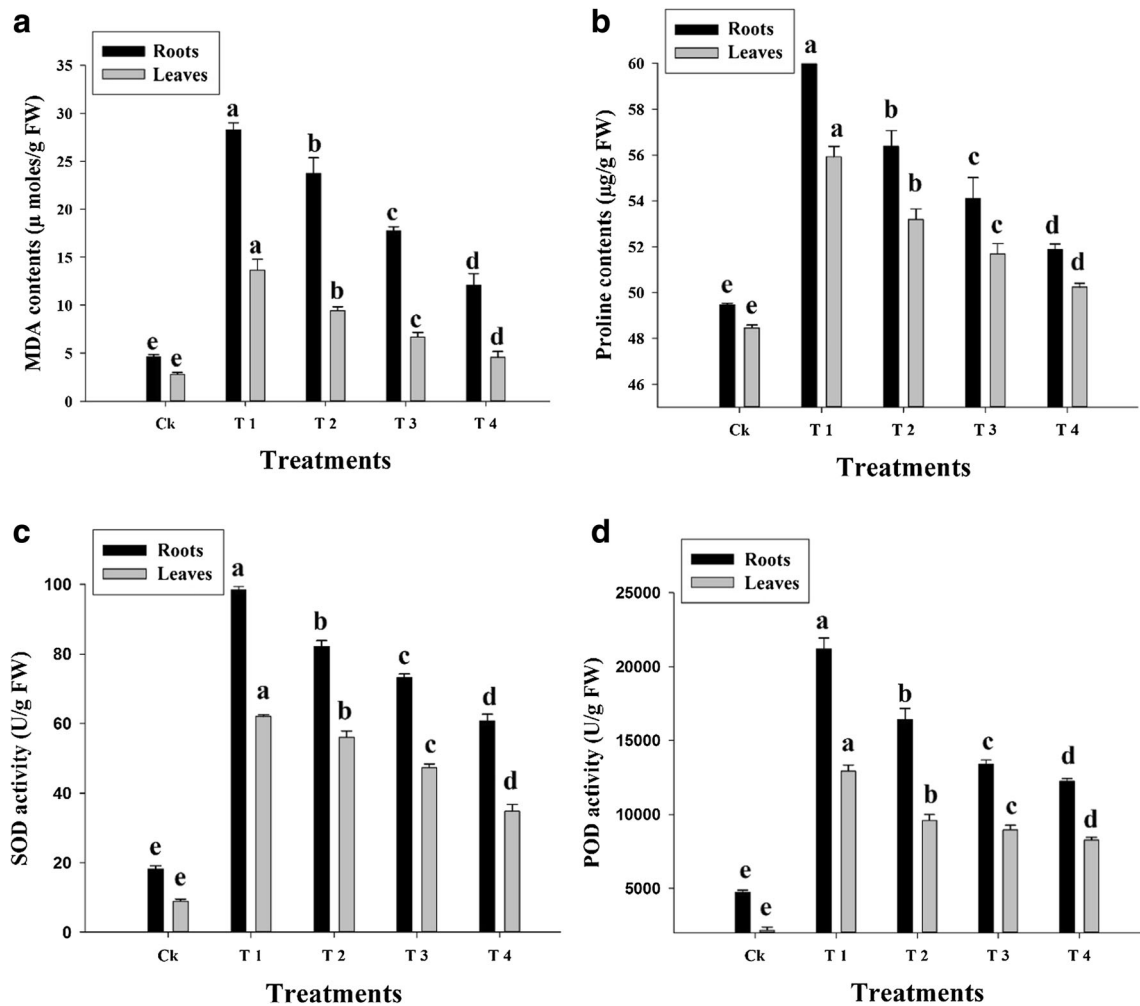 a
Roots
Leaves
MDA contents (µ moles/g FW)
35
30
25
20
15
10
5
0
a
b
c
d
e
e
a
b
c
d
Ck T 1 T 2 T 3 T 4
Treatments
b
Roots
Leaves
Proline contents (µg/g FW)
60
58
56
54
52
50
48
46
a
b
c
d
e
e
a
b
c
d
Ck T 1 T 2 T 3 T 4
Treatments
c
Roots
Leaves
SOD activity (U/g FW)
100
80
60
40
20
0
a
b
c
d
e
e
a
b
c
d
Ck T 1 T 2 T 3 T 4
Treatments
d
Roots
Leaves
POD activity (U/g FW)
25000
20000
15000
10000
5000
a
b
c
d
e
e
a
b
c
d
Ck T 1 T 2 T 3 T 4
Treatments